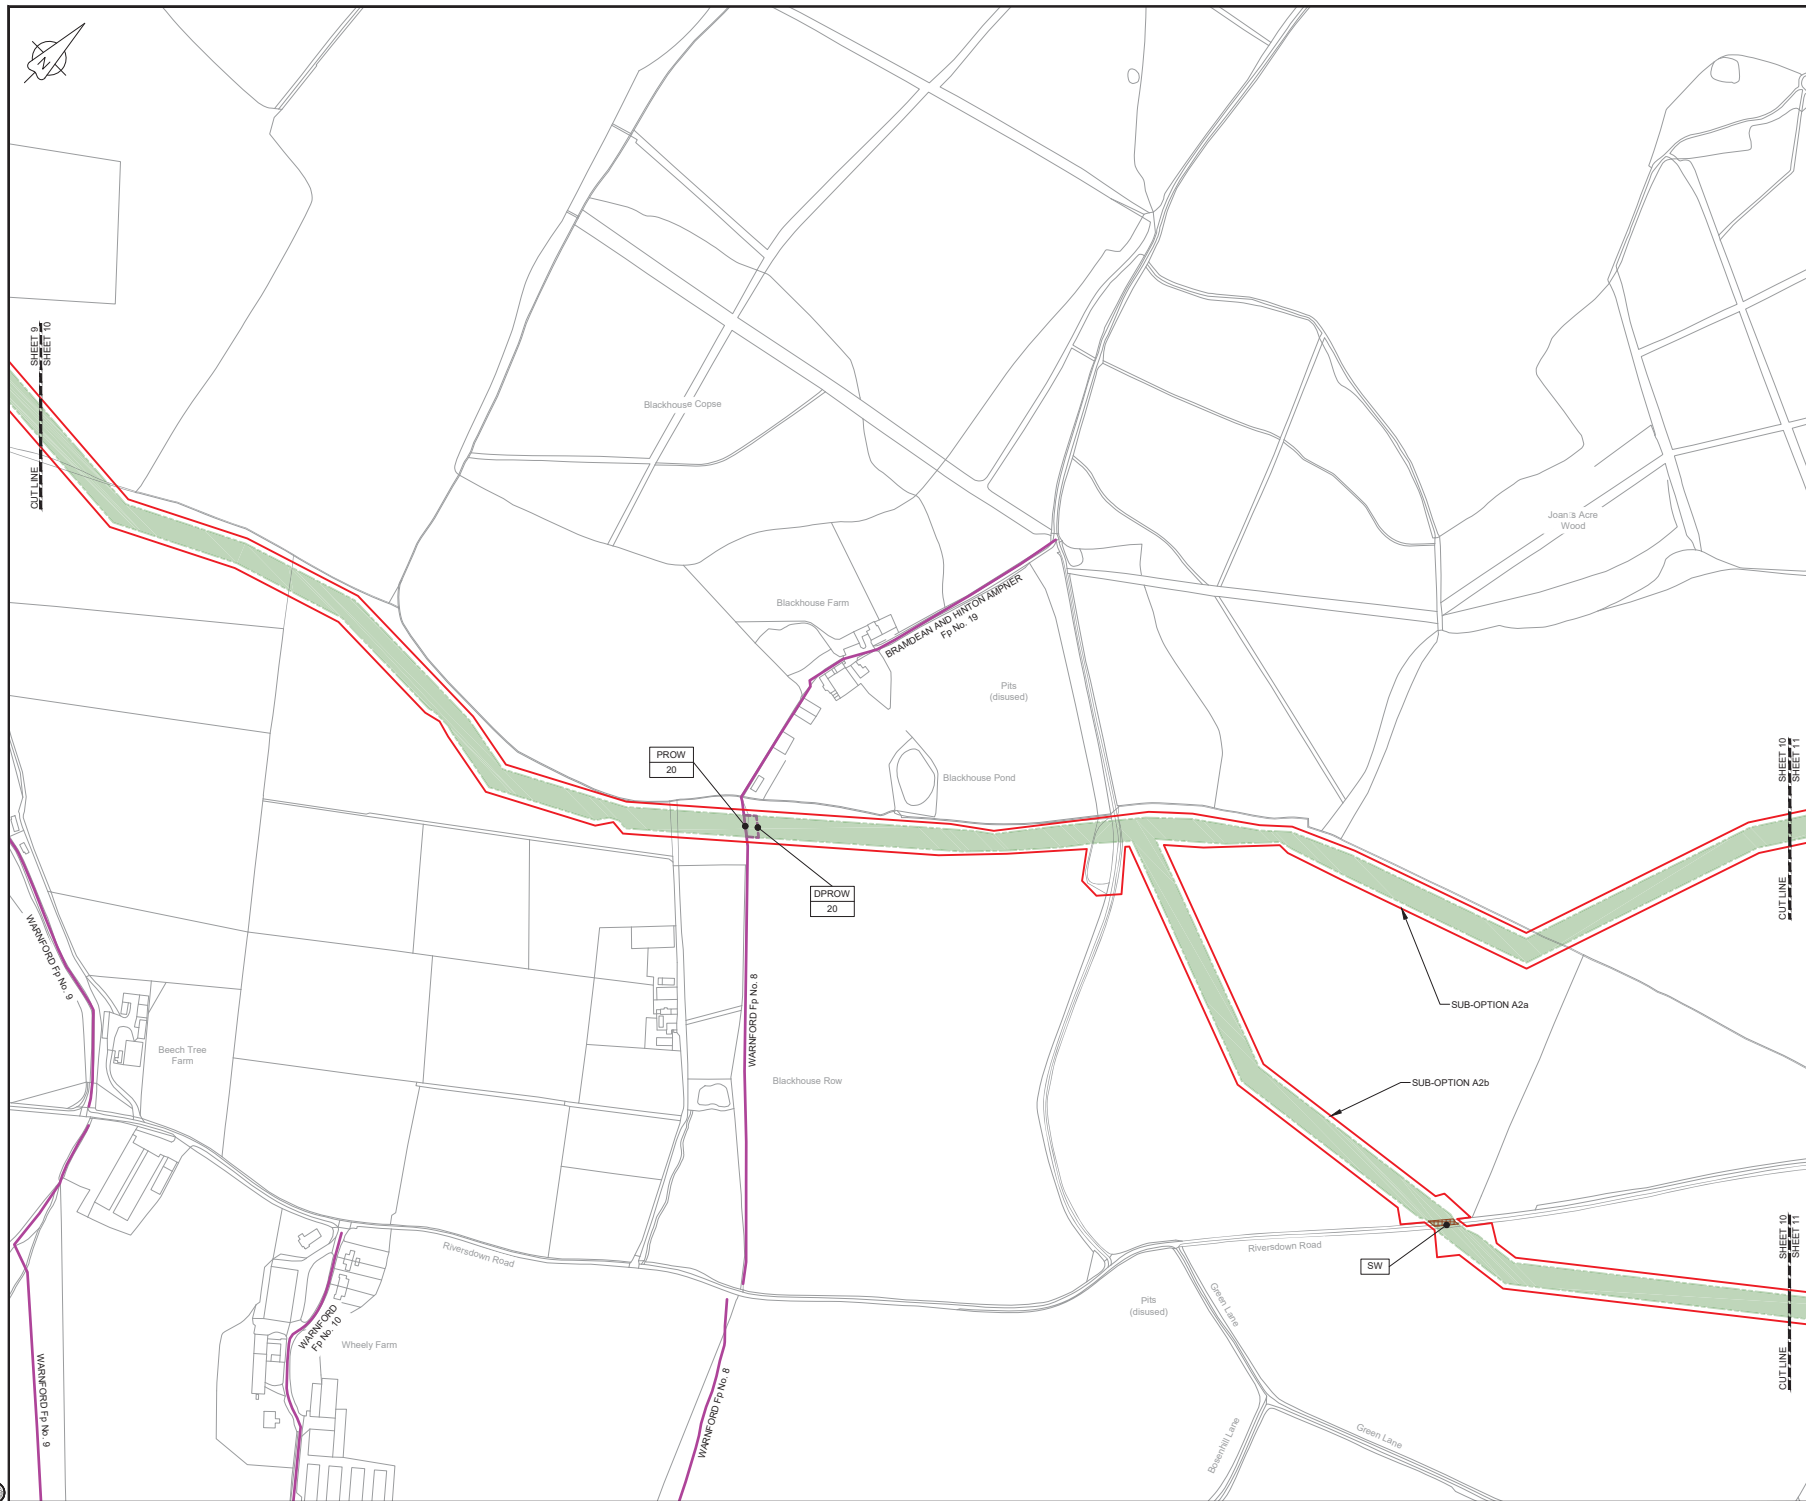 N
SHEET 9
SHEET 10
CUT LINE
Blackhouse Copse
Joan's Acre
Wood
Blackhouse Farm
BRAMDEAN AND HINTON AMPNER
Fp No. 19
Pits
(disused)
PROW
20
Blackhouse Pond
SHEET 10
SHEET 11
CUT LINE
DPROW
20
WARNFORD Fp No. 9
WARNFORD Fp No. 8
SUB-OPTION A2a
Beech Tree
Farm
Blackhouse Row
SUB-OPTION A2b
Riversdown Road
Riversdown Road
SW
SHEET 10
SHEET 11
CUT LINE
Pits
(disused)
Green Lane
WARNFORD
Fp No. 10
Wheely Farm
WARNFORD Fp No. 9
WARNFORD Fp No. 8
Bosenhill Lane
Green Lane